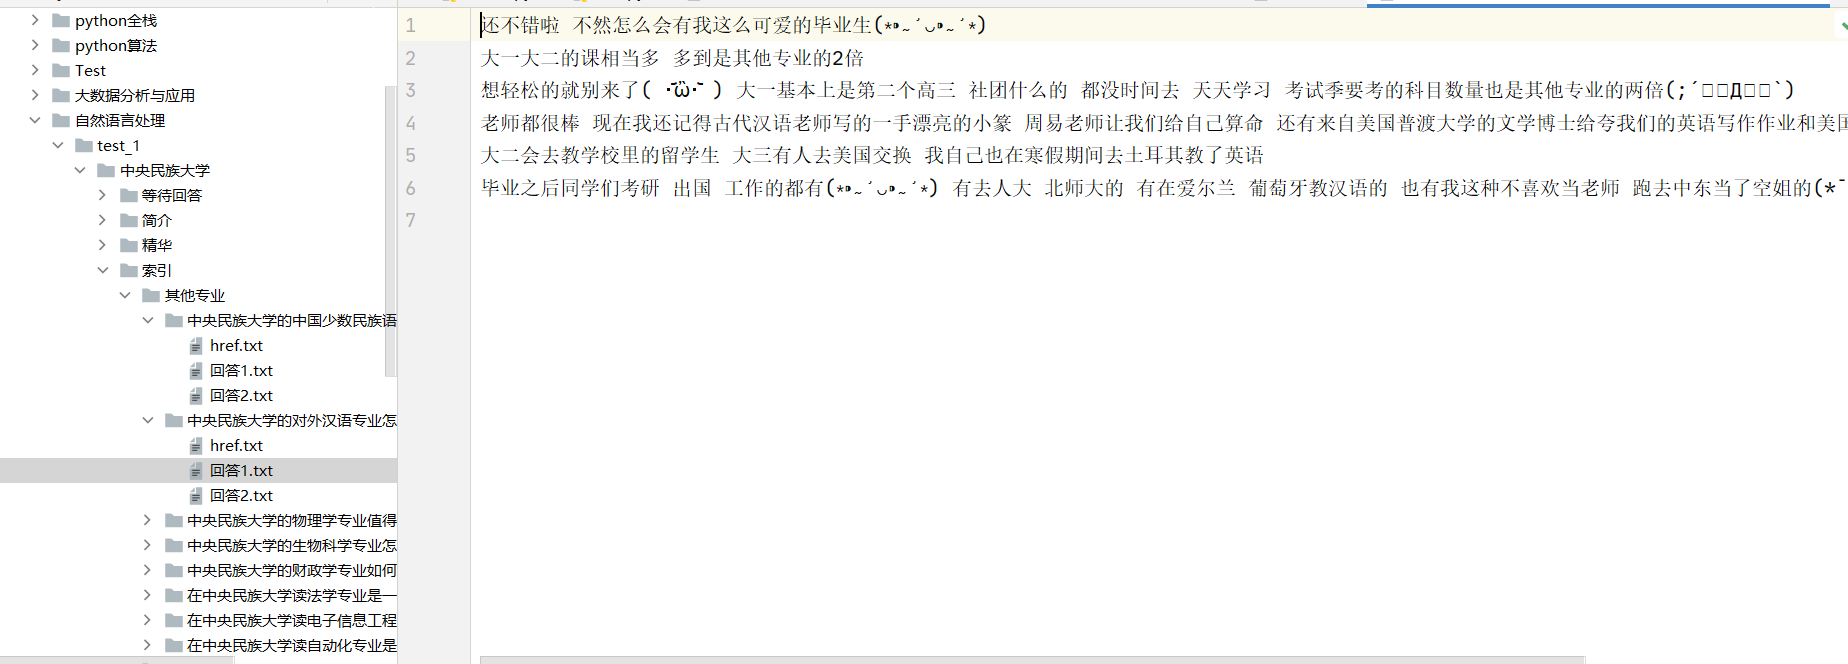 python全栈
python算法
Test
大数据分析与应用
自然语言处理
test_1
中央民族大学
等待回答
简介
精华
索引
其他专业
中央民族大学的中国少数民族语
href.txt
回答1.txt
回答2.txt
中央民族大学的对外汉语专业怎
href.txt
回答1.txt
回答2.txt
中央民族大学的物理学专业值得
中央民族大学的生物科学专业怎
中央民族大学的财政学专业如何
在中央民族大学读法学专业是一
在中央民族大学读电子信息工程
在中央民族大学读自动化专业是
1 还不错啦 不然怎么会有我这么可爱的毕业生(*❥~ˊᴗ❥~ˊ*)
2 大一大二的课相当多 多到是其他专业的2倍
3 想轻松的就别来了( ･᷄ὢ･᷅ ) 大一基本上是第二个高三 社团什么的 都没时间去 天天学习 考试季要考的科目数量也是其他专业的两倍(;´□□Д□□`)
4 老师都很棒 现在我还记得古代汉语老师写的一手漂亮的小篆 周易老师让我们给自己算命 还有来自美国普渡大学的文学博士给夸我们的英语写作作业和美国
5 大二会去教学校里的留学生 大三有人去美国交换 我自己也在寒假期间去土耳其教了英语
6 毕业之后同学们考研 出国 工作的都有(*❥~ˊᴗ❥~ˊ*) 有去人大 北师大的 有在爱尔兰 葡萄牙教汉语的 也有我这种不喜欢当老师 跑去中东当了空姐的(*¯
7